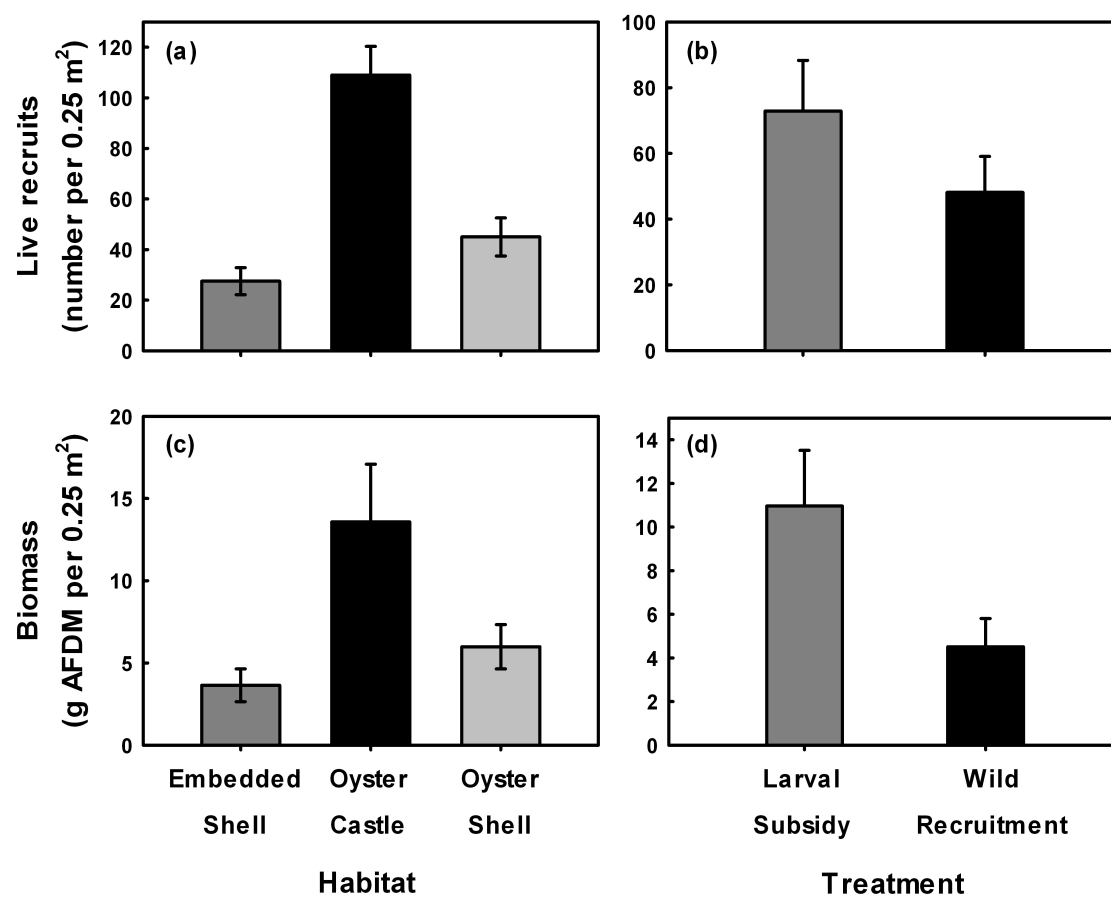 Live recruits
(number per 0.25 m²)
(a)
120
100
80
60
40
20
0
(b)
100
80
60
40
20
0
Biomass
(g AFDM per 0.25 m²)
(c)
20
15
10
5
0
(d)
14
12
10
8
6
4
2
0
Embedded Oyster Oyster
Shell Castle Shell
Habitat
Larval Wild
Subsidy Recruitment
Treatment